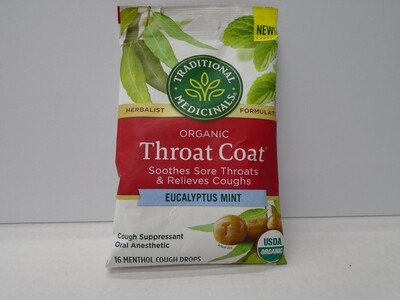 NEW!
TRADITIONAL
MEDICINALS®
HERBALIST
FORMULAT
ORGANIC
Throat Coat®
Soothes Sore Throats
& Relieves Coughs
EUCALYPTUS MINT
Cough Suppressant
Oral Anesthetic
16 MENTHOL COUGH DROPS
USDA
ORGANIC